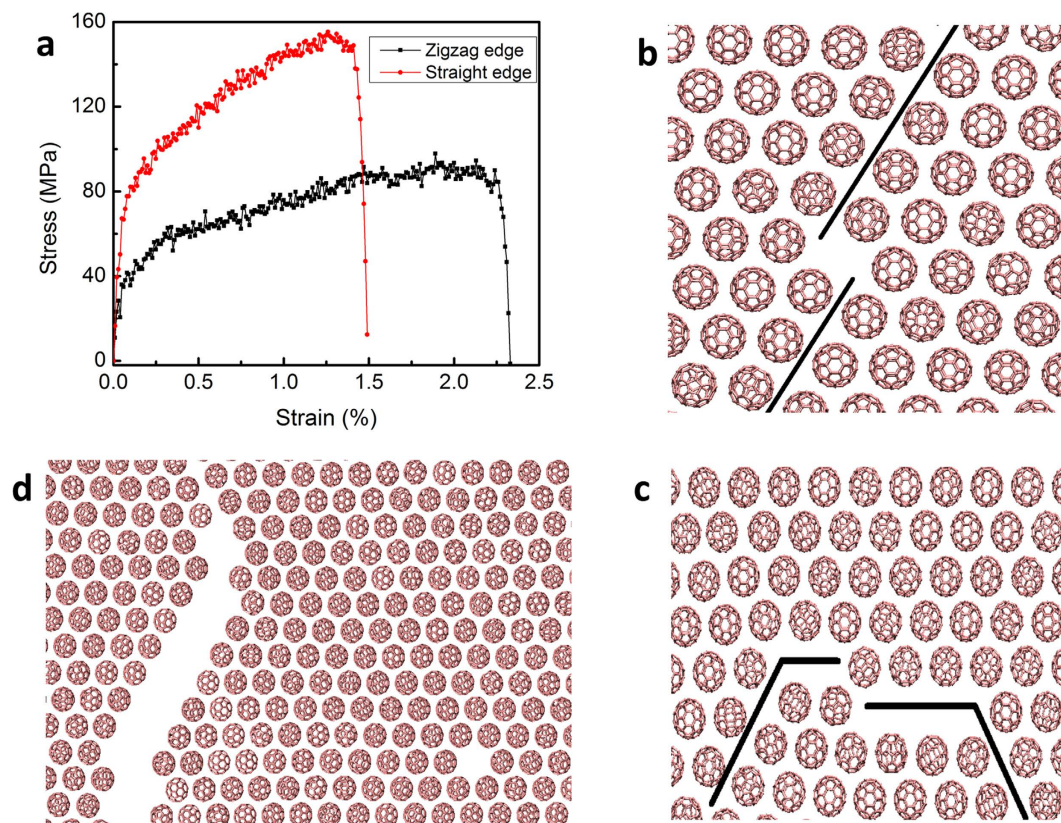 a
160
120
80
40
0
Stress (MPa)
Zigzag edge
Straight edge
0.0
0.5
1.0
1.5
2.0
2.5
Strain (%)
b
d
c